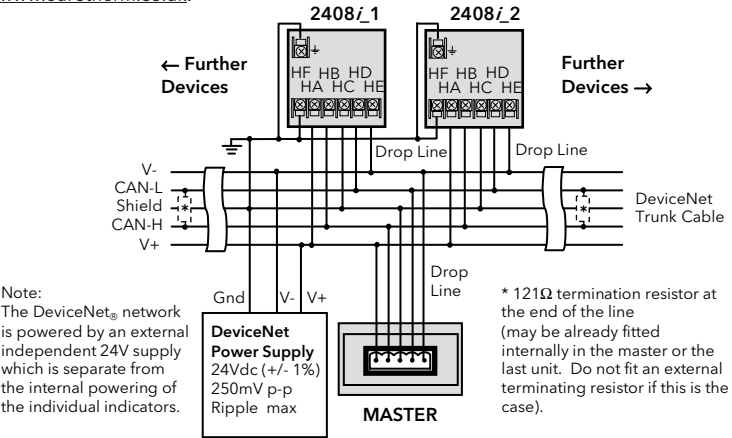 www.eurotherm.co.uk.
2408i_1
2408i_2
← Further
Devices
Further
Devices →
HF HB HD
HA HC HE
HF HB HD
HA HC HE
Drop Line
Drop Line
V-
CAN-L
Shield
CAN-H
V+
*
*
DeviceNet
Trunk Cable
Drop
Line
Gnd
V-
V+
Note:
The DeviceNet® network
is powered by an external
independent 24V supply
which is separate from
the internal powering of
the individual indicators.
DeviceNet
Power Supply
24Vdc (+/- 1%)
250mV p-p
Ripple max
MASTER
* 121Ω termination resistor at
the end of the line
(may be already fitted
internally in the master or the
last unit. Do not fit an external
terminating resistor if this is the
case).